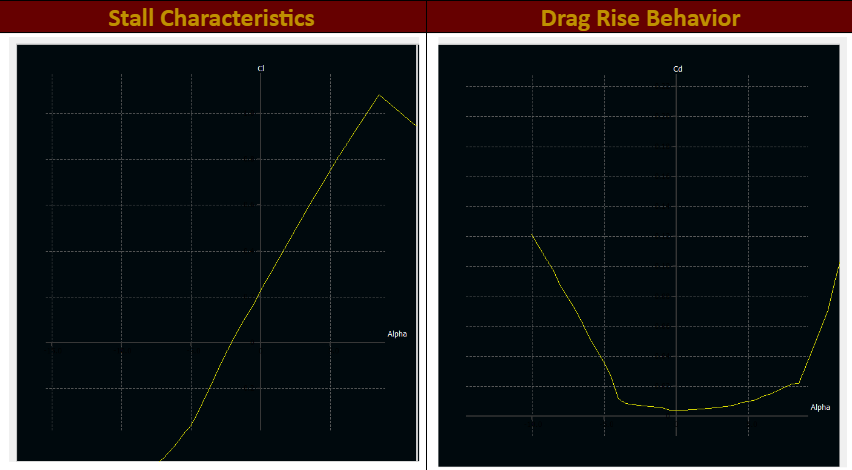 Stall Characteristics
Drag Rise Behavior
Cl
Alpha
Cd
Alpha